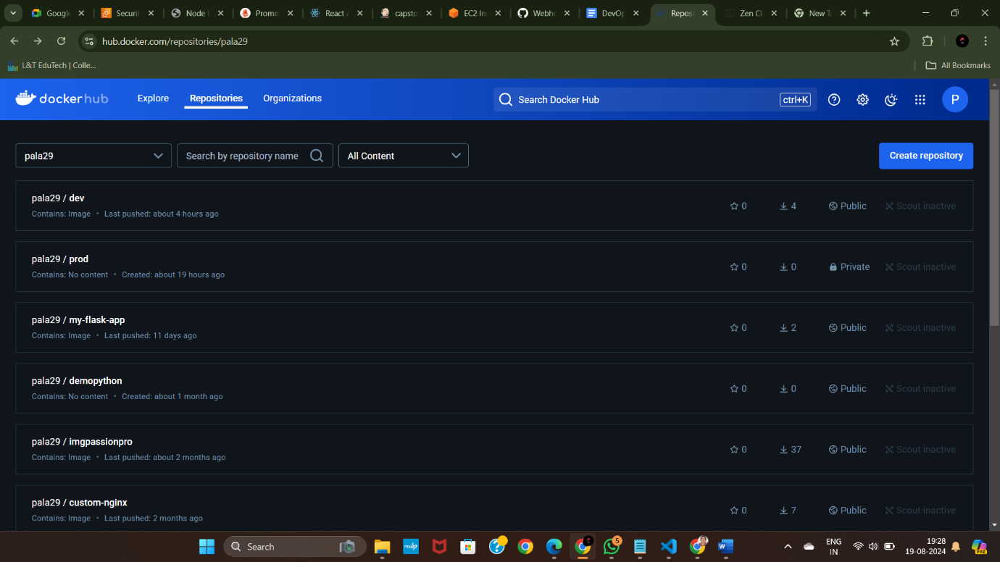 Google
Securit
Node E
Prome
React A
capsto
EC2 In
Webho
DevOp
Reposi
Zen Cl
New T
hub.docker.com/repositories/pala29
L&T EduTech | Colle...
All Bookmarks
docker hub
Explore
Repositories
Organizations
Search Docker Hub
ctrl+K
P
pala29
Search by repository name
All Content
Create repository
pala29 / dev
Contains: Image • Last pushed: about 4 hours ago
0
4
Public
Scout inactive
pala29 / prod
Contains: No content • Created: about 19 hours ago
0
0
Private
Scout inactive
pala29 / my-flask-app
Contains: Image • Last pushed: 11 days ago
0
2
Public
Scout inactive
pala29 / demopython
Contains: No content • Created: about 1 month ago
0
0
Public
Scout inactive
pala29 / imgpassionpro
Contains: Image • Last pushed: about 2 months ago
0
37
Public
Scout inactive
pala29 / custom-nginx
Contains: Image • Last pushed: 2 months ago
0
7
Public
Scout inactive
Search
myhp
5
ENG
IN
19:28
19-08-2024
PRE